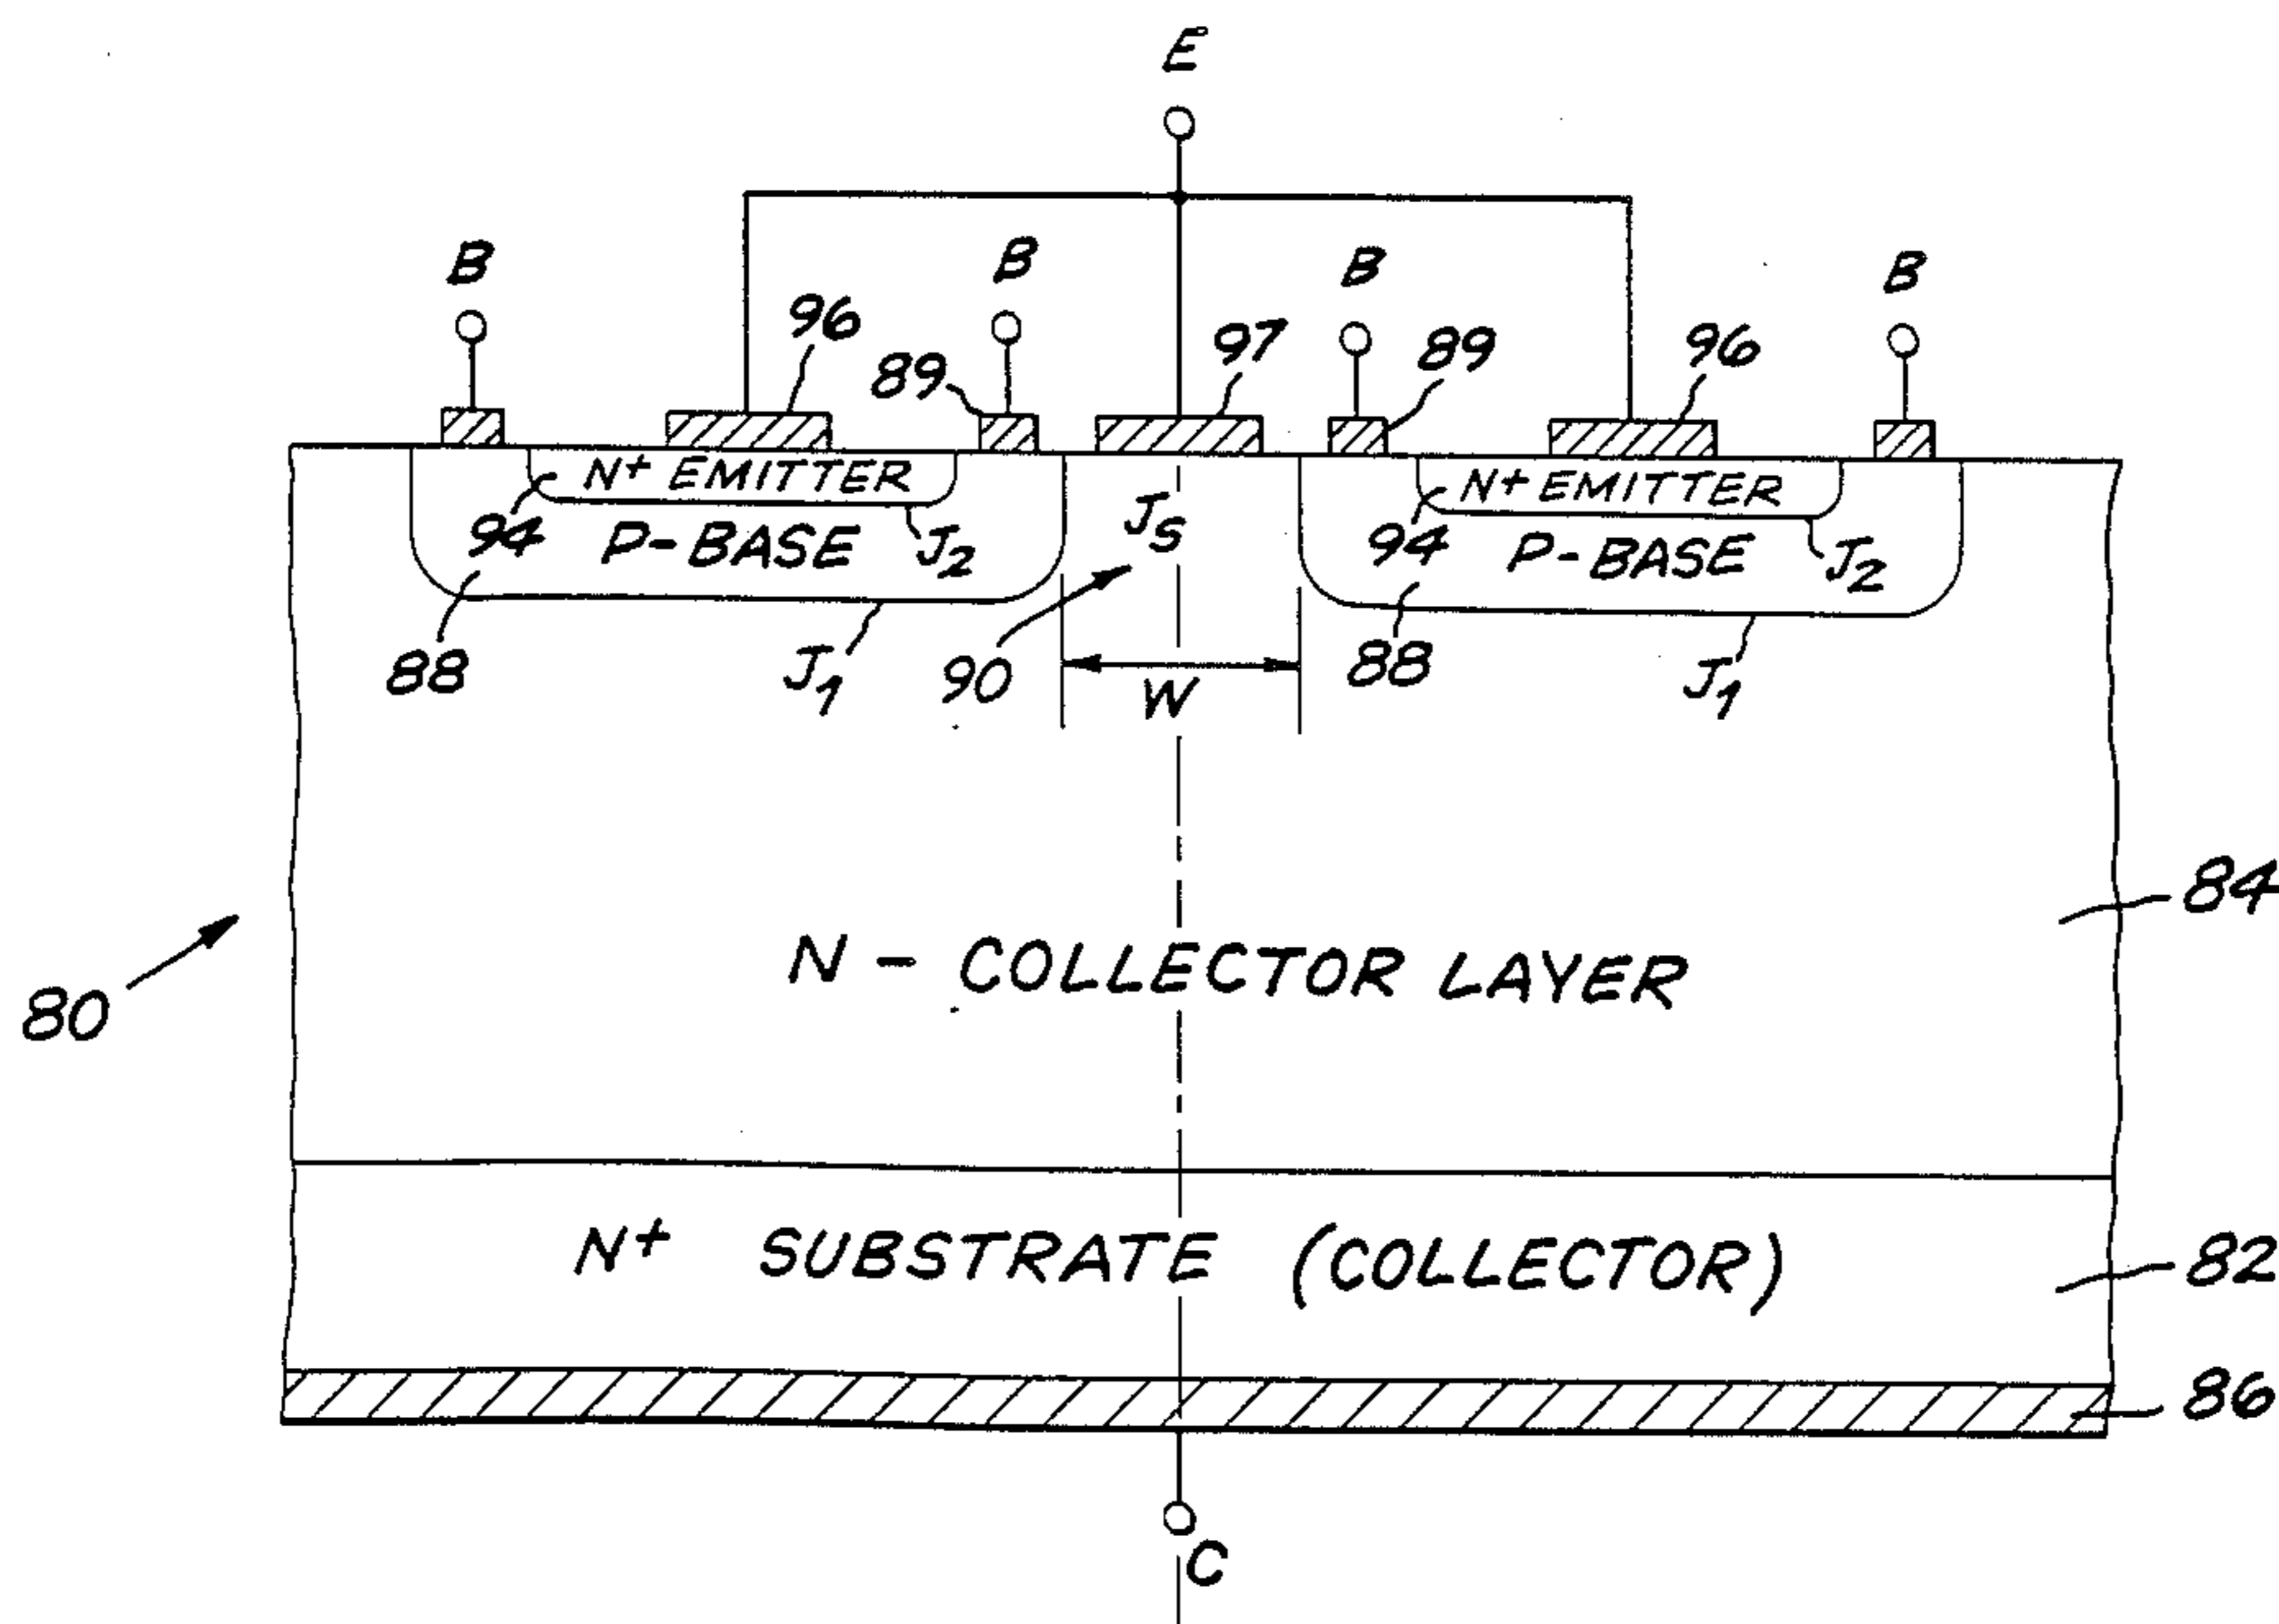 E
B B B B
96 89 97 89 96
N+ EMITTER N+ EMITTER
94 P-BASE J2 JS 94 P-BASE J2
88 J1 90 W 88 J1
84
N - COLLECTOR LAYER
80
N+ SUBSTRATE (COLLECTOR) 82
86
C